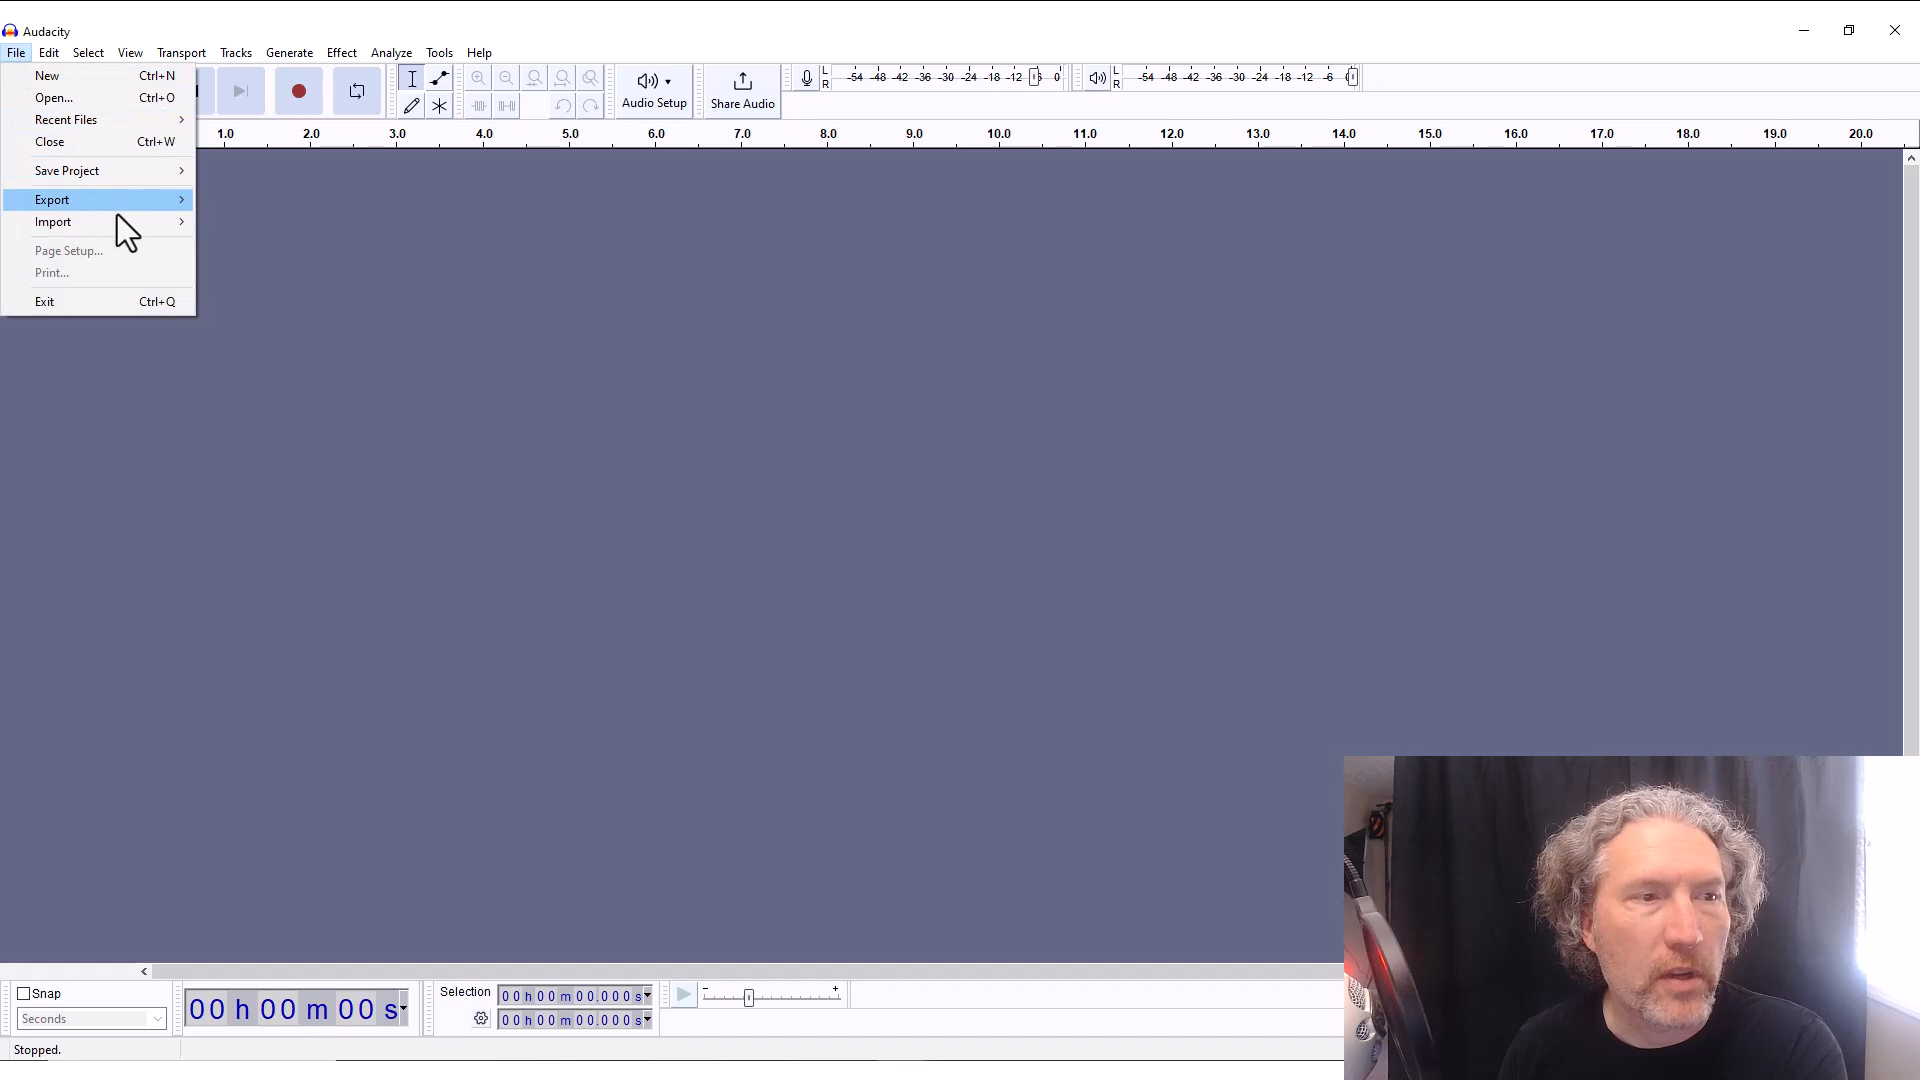 Audacity
File Edit Select View Transport Tracks Generate Effect Analyze Tools Help
New Ctrl+N
Open... Ctrl+O
Recent Files
Close Ctrl+W
Save Project
Export
Import
Page Setup...
Print...
Exit Ctrl+Q
Audio Setup
Share Audio
L
R
-54 -48 -42 -36 -30 -24 -18 -12 -6 0
L
R
-54 -48 -42 -36 -30 -24 -18 -12 -6 0
1.0 2.0 3.0 4.0 5.0 6.0 7.0 8.0 9.0 10.0 11.0 12.0 13.0 14.0 15.0 16.0 17.0 18.0 19.0 20.0
Snap
Seconds
00 h 00 m 00 s
Selection
00 h 00 m 00.000 s
00 h 00 m 00.000 s
Stopped.